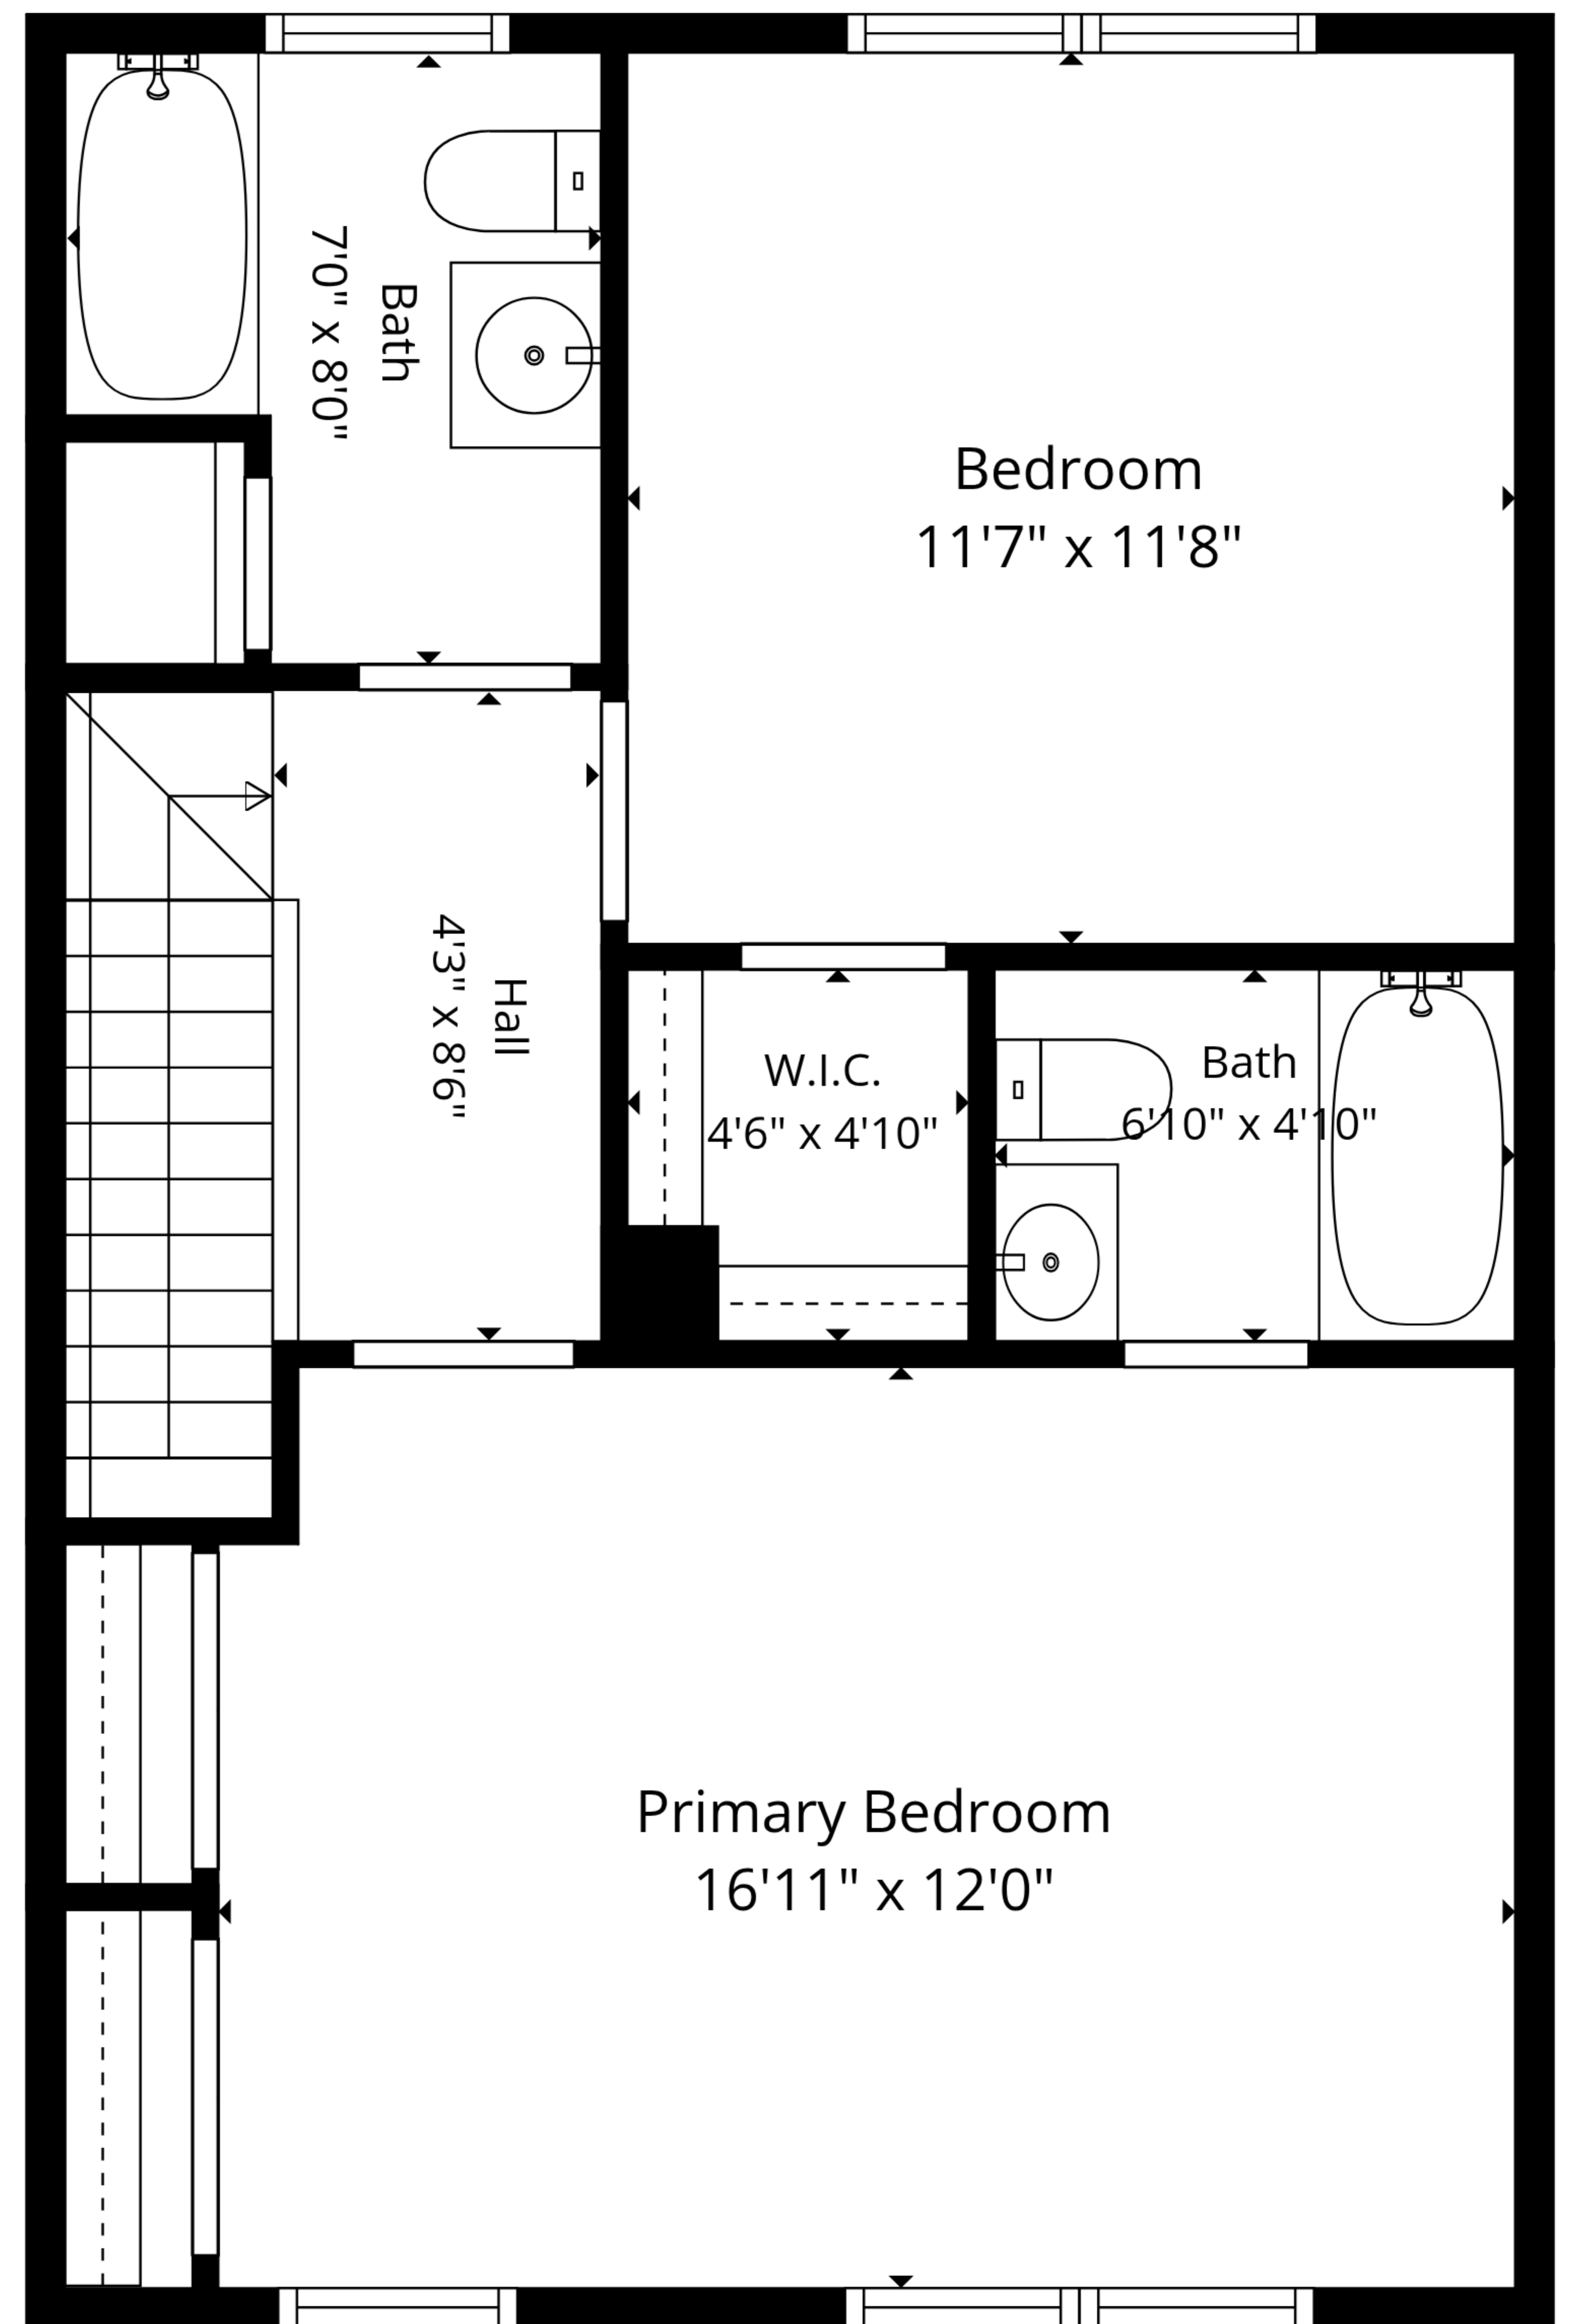 Bath
7'0" x 8'0"
Bedroom
11'7" x 11'8"
Hall
4'3" x 8'6"
W.I.C.
4'6" x 4'10"
Bath
6'10" x 4'10"
Primary Bedroom
16'11" x 12'0"